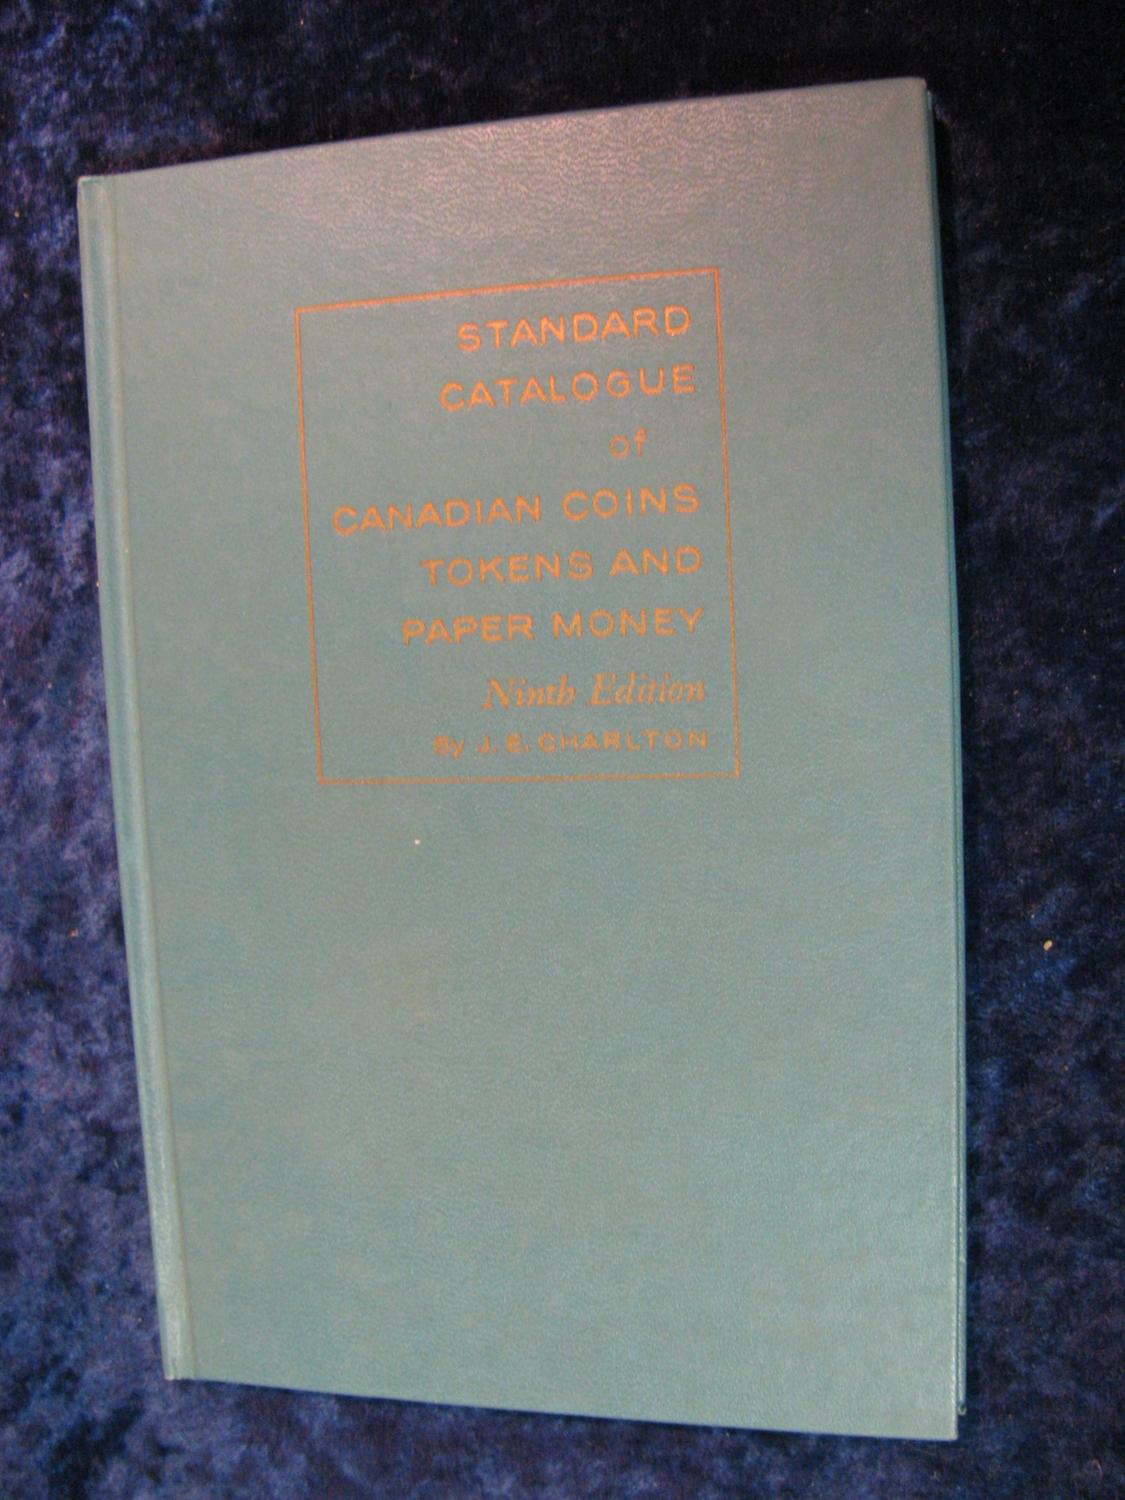 STANDARD
CATALOGUE
of
CANADIAN COINS
TOKENS AND
PAPER MONEY
Ninth Edition
By J. E. CHARLTON